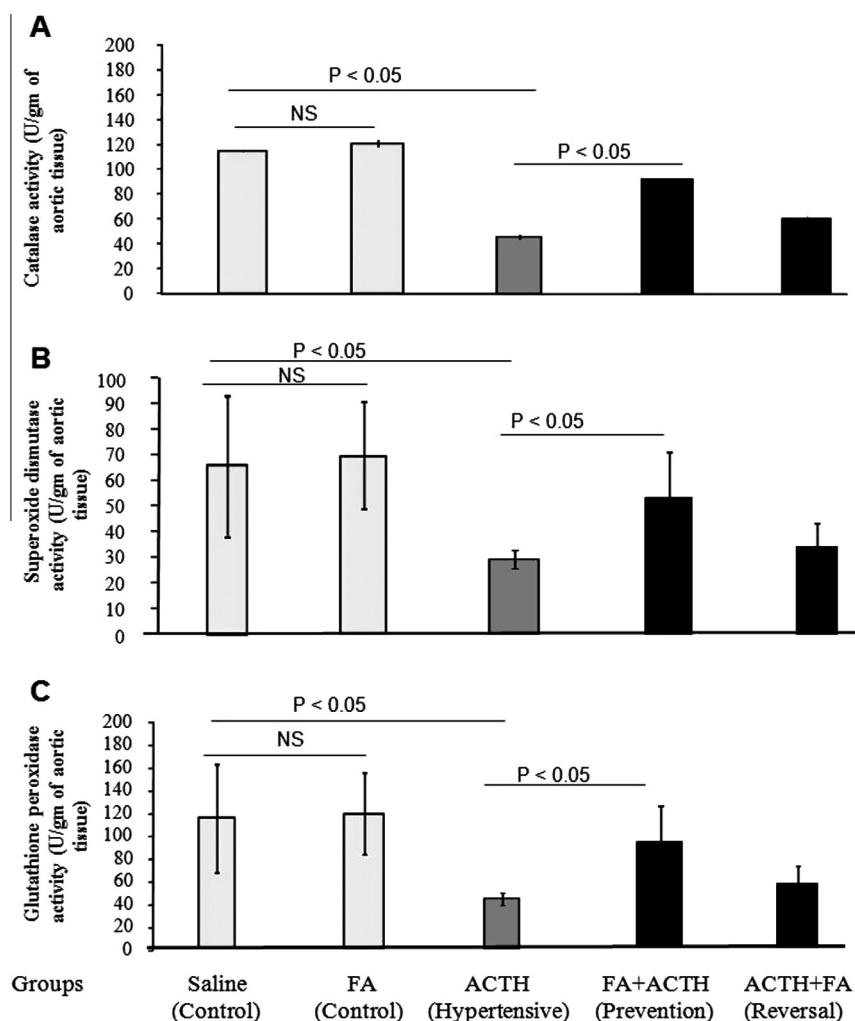 A
Catalase activity (U/gm of
aortic tissue)
200
180
160
140
120
100
80
60
40
20
0
P < 0.05
NS
P < 0.05
B
Superoxide dismutase
activity (U/gm of aortic
tissue)
100
90
80
70
60
50
40
30
20
10
0
P < 0.05
NS
P < 0.05
C
Glutathione peroxidase
activity (U/gm of aortic
tissue)
200
180
160
140
120
100
80
60
40
20
0
P < 0.05
NS
P < 0.05
Groups Saline FA ACTH FA+ACTH ACTH+FA
(Control) (Control) (Hypertensive) (Prevention) (Reversal)